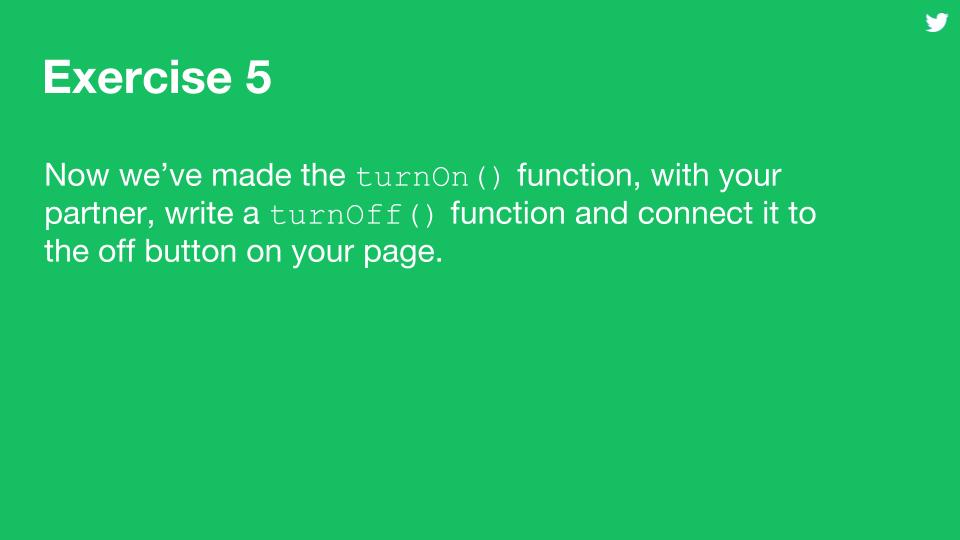 Exercise 5
Now we’ve made the turnOn() function, with your
partner, write a turnOff() function and connect it to
the off button on your page.